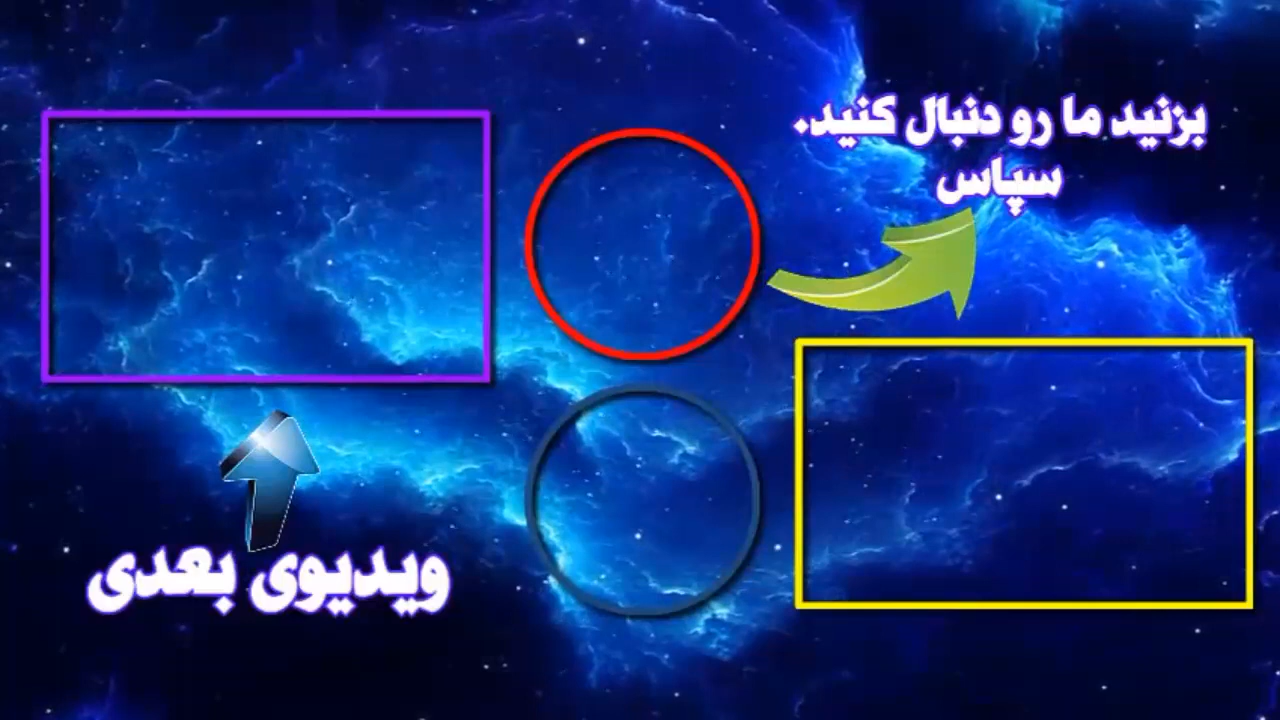 بزنید ما رو دنبال کنید.
سپاس
ویدیوی بعدی